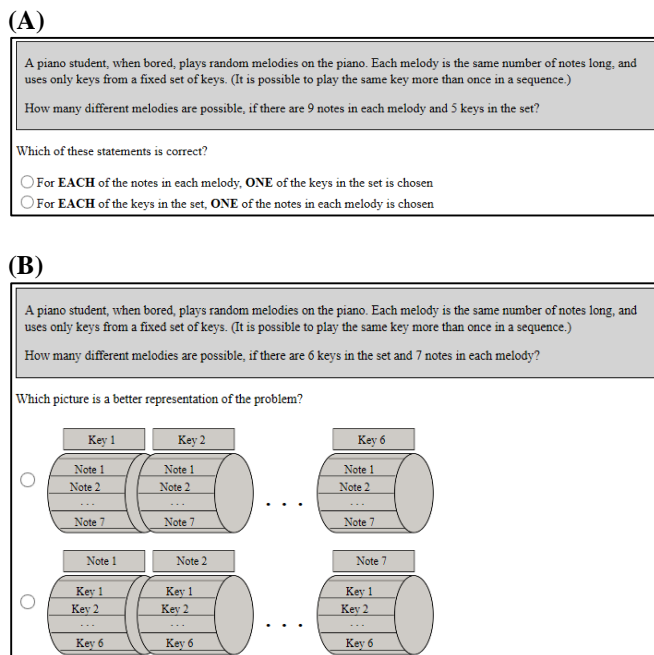 (A)
A piano student, when bored, plays random melodies on the piano. Each melody is the same number of notes long, and
uses only keys from a fixed set of keys. (It is possible to play the same key more than once in a sequence.)
How many different melodies are possible, if there are 9 notes in each melody and 5 keys in the set?
Which of these statements is correct?
For EACH of the notes in each melody, ONE of the keys in the set is chosen
For EACH of the keys in the set, ONE of the notes in each melody is chosen
(B)
A piano student, when bored, plays random melodies on the piano. Each melody is the same number of notes long, and
uses only keys from a fixed set of keys. (It is possible to play the same key more than once in a sequence.)
How many different melodies are possible, if there are 6 keys in the set and 7 notes in each melody?
Which picture is a better representation of the problem?
Key 1 Key 2 Key 6
Note 1 Note 1 Note 1
Note 2 Note 2 Note 2
. . . . . . . . . . . .
Note 7 Note 7 Note 7
Note 1 Note 2 Note 7
Key 1 Key 1 Key 1
Key 2 Key 2 Key 2
. . . . . . . . . . . .
Key 6 Key 6 Key 6